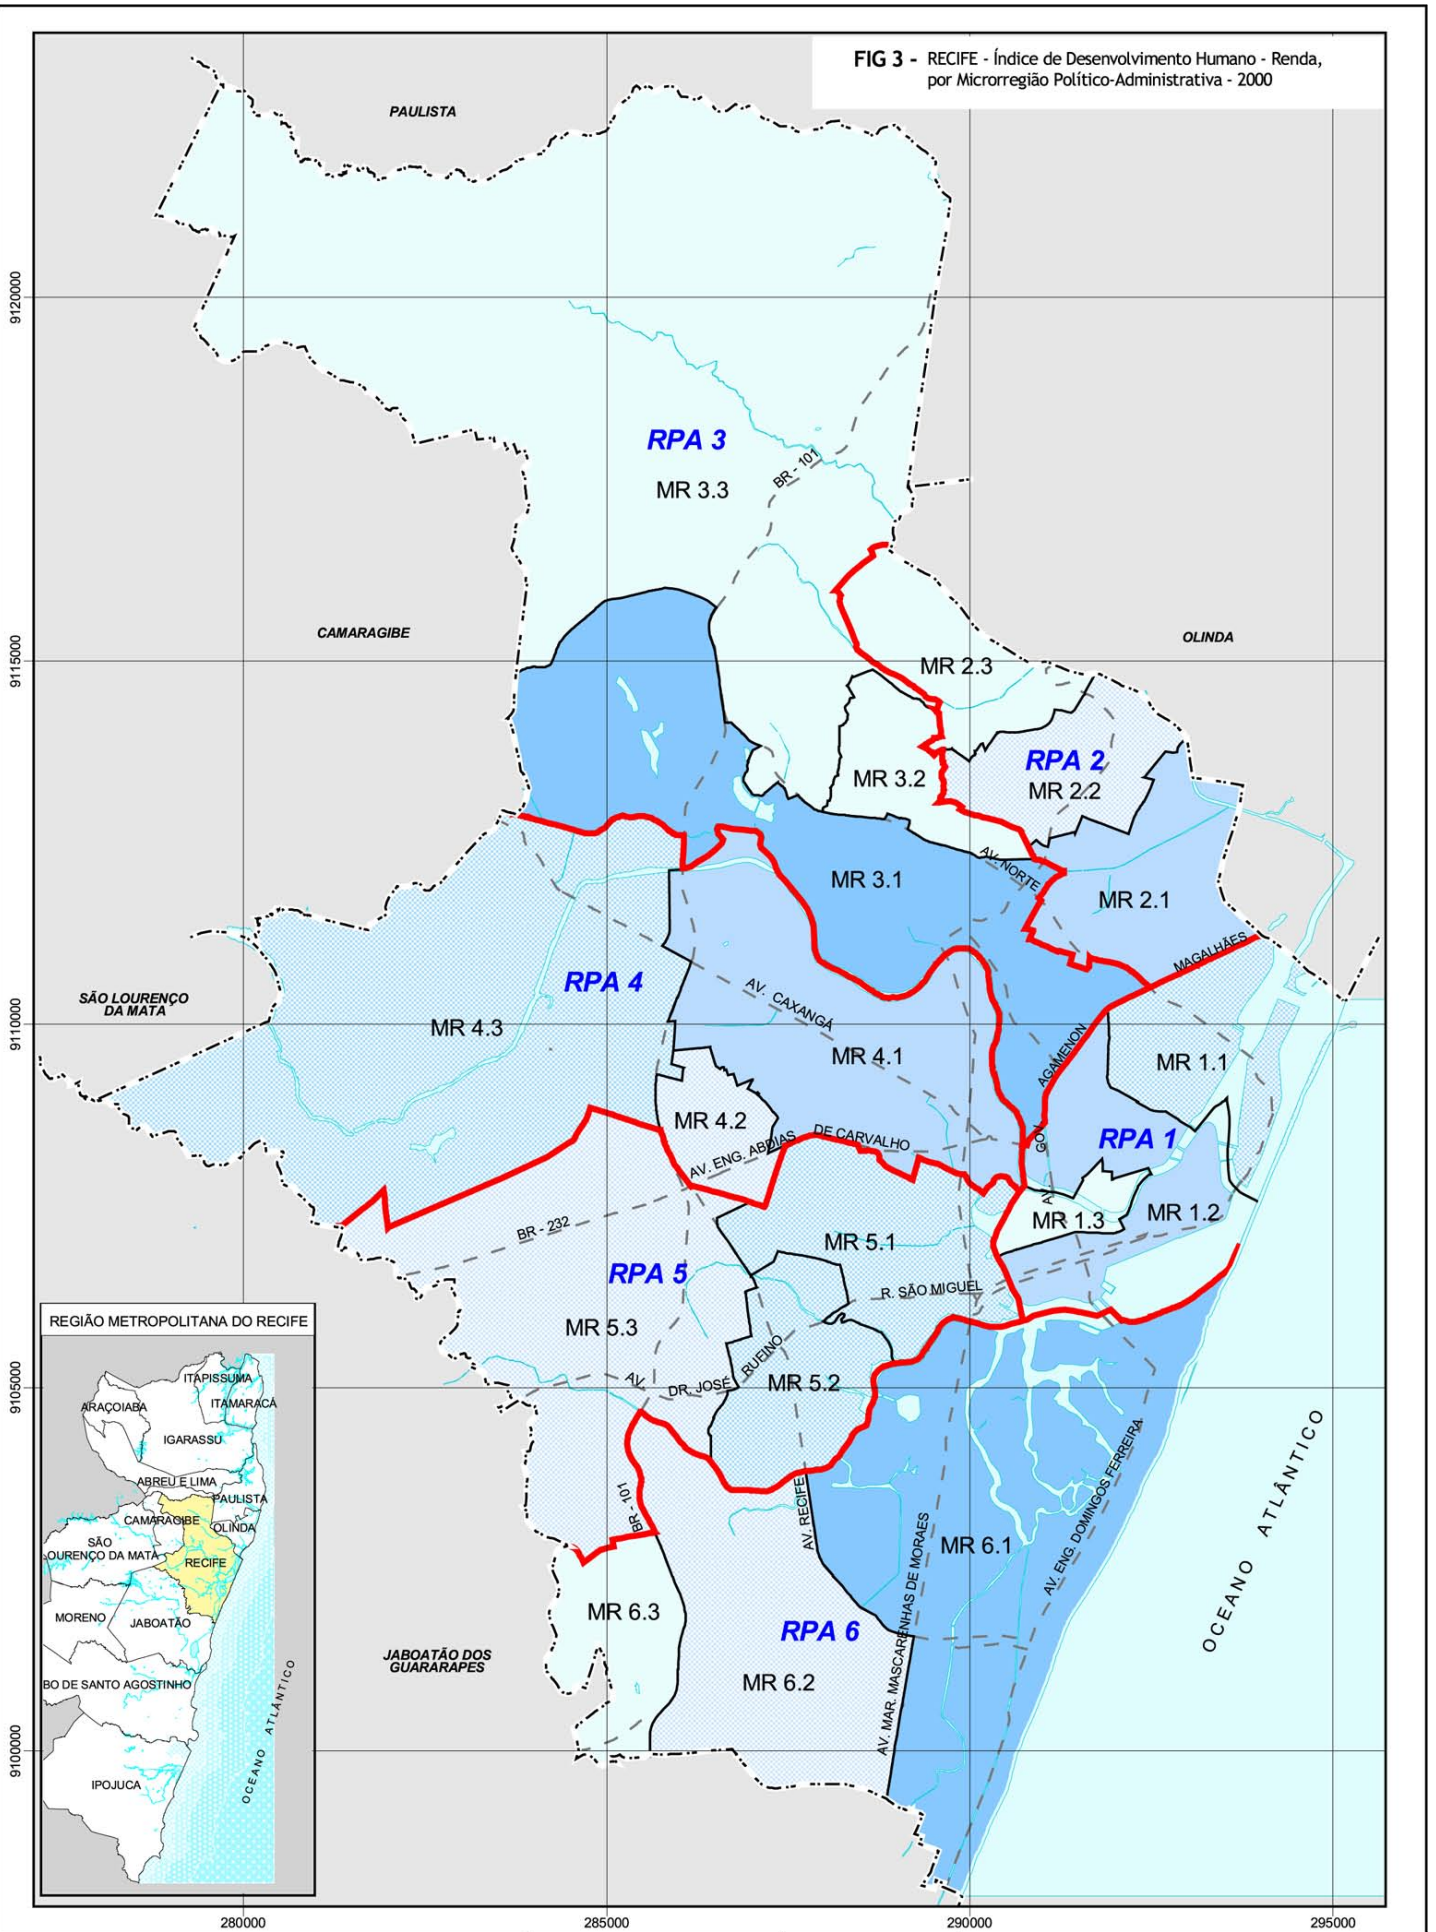 FIG 3 - RECIFE - Índice de Desenvolvimento Humano - Renda,
por Microrregião Político-Administrativa - 2000
PAULISTA
9120000
RPA 3
BR - 101
MR 3.3
CAMARAGIBE
OLINDA
9115000
MR 2.3
RPA 2
MR 3.2
MR 2.2
AV. NORTE
MR 3.1
MR 2.1
MAGALHÃES
RPA 4
SÃO LOURENÇO
DA MATA
AV. CAXANGÁ
9110000
MR 4.3
MR 4.1
AGAMENON
MR 1.1
MR 4.2
GOV.
AV.
RPA 1
AV. ENG. ABDIAS DE CARVALHO
MR 1.3
MR 1.2
BR - 232
MR 5.1
RPA 5
R. SÃO MIGUEL
MR 5.3
AV. DR. JOSÉ RUFINO
MR 5.2
9105000
BR - 101
AV. RECIFE
AV. MAR. MASCARENHAS DE MORAES
MR 6.1
AV. ENG. DOMINGOS FERREIRA
OCEANO ATLÂNTICO
MR 6.3
RPA 6
JABOATÃO DOS
GUARARAPES
MR 6.2
9100000
REGIÃO METROPOLITANA DO RECIFE
ITAPISSUMA
ARAÇOIABA
ITAMARACÁ
IGARASSU
ABREU E LIMA
PAULISTA
CAMARAGIBE
OLINDA
SÃO
OURENÇO DA MATA
RECIFE
MORENO
JABOATÃO
BO DE SANTO AGOSTINHO
IPOJUCA
OCEANO ATLÂNTICO
280000
285000
290000
295000